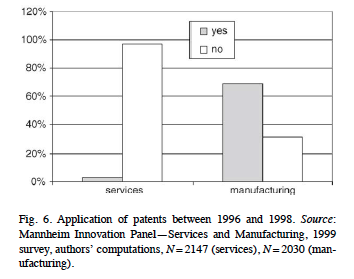 120%
100%
80%
60%
40%
20%
0%
yes
no
services
manufacturing
Fig. 6. Application of patents between 1996 and 1998. Source:
Mannheim Innovation Panel—Services and Manufacturing, 1999
survey, authors' computations, N=2147 (services), N=2030 (man-
ufacturing).